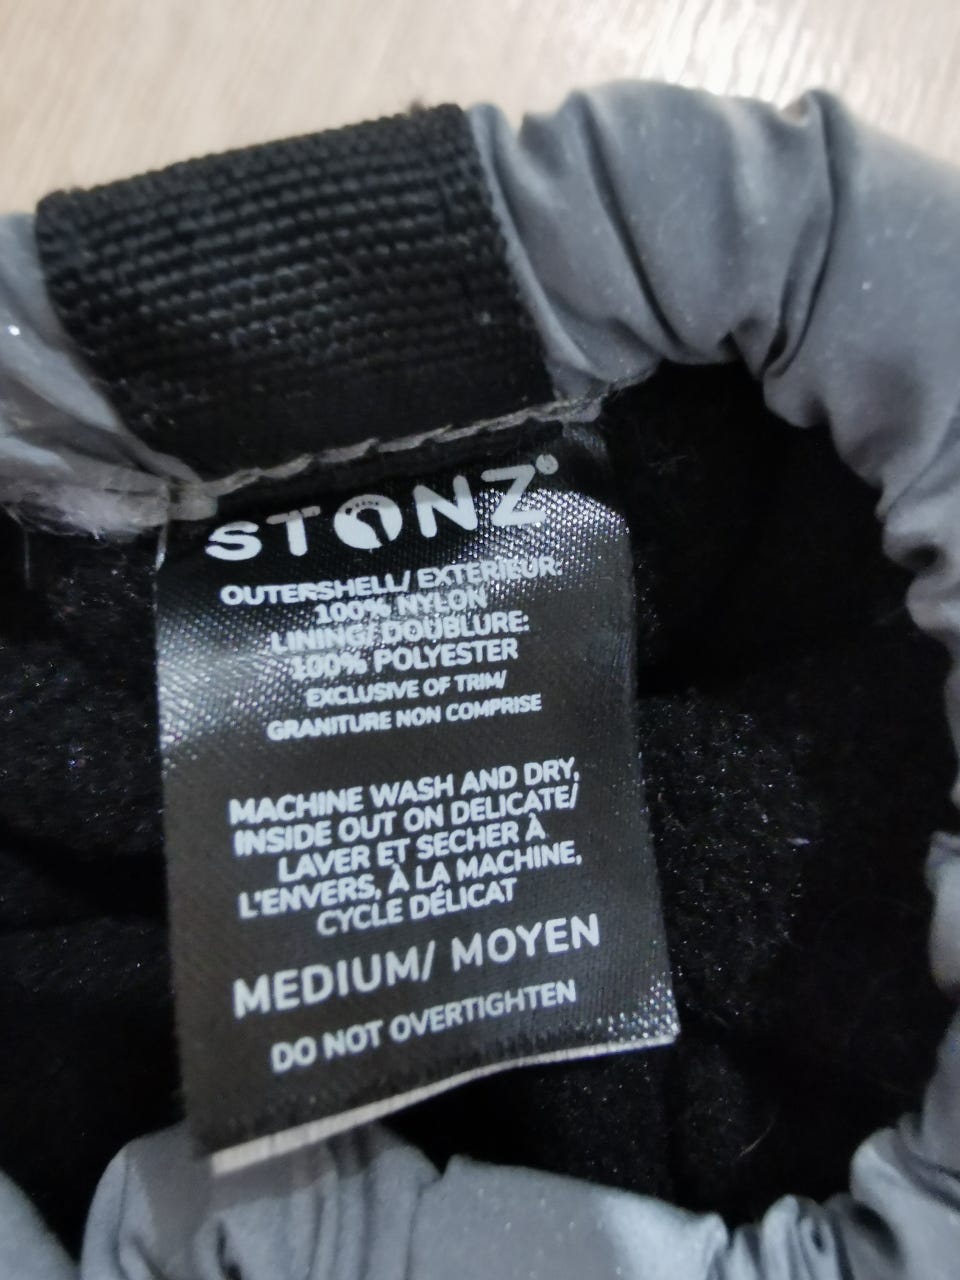 STONZ®
OUTERSHELL/ EXTERIEUR:
100% NYLON
LINING/ DOUBLURE:
100% POLYESTER
EXCLUSIVE OF TRIM/
GRANITURE NON COMPRISE
MACHINE WASH AND DRY,
INSIDE OUT ON DELICATE/
LAVER ET SECHER À
L'ENVERS, À LA MACHINE,
CYCLE DÉLICAT
MEDIUM/ MOYEN
DO NOT OVERTIGHTEN